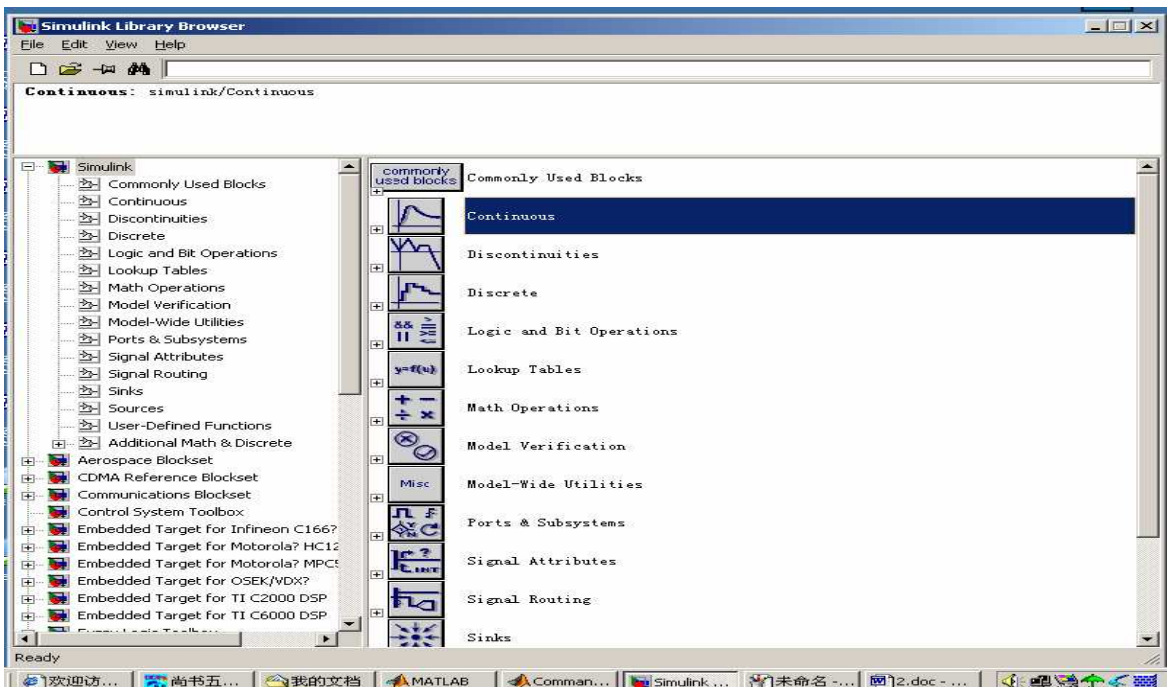 Simulink Library Browser
File Edit View Help
Continuous: simulink/Continuous
Simulink
Commonly Used Blocks
Continuous
Discontinuities
Discrete
Logic and Bit Operations
Lookup Tables
Math Operations
Model Verification
Model-Wide Utilities
Ports & Subsystems
Signal Attributes
Signal Routing
Sinks
Sources
User-Defined Functions
Additional Math & Discrete
Aerospace Blockset
CDMA Reference Blockset
Communications Blockset
Control System Toolbox
Embedded Target for Infineon C166?
Embedded Target for Motorola? HC12
Embedded Target for Motorola? MPC5
Embedded Target for OSEK/VDX?
Embedded Target for TI C2000 DSP
Embedded Target for TI C6000 DSP
commonly used blocks Commonly Used Blocks
Continuous
Discontinuities
Discrete
Logic and Bit Operations
y=f(u) Lookup Tables
Math Operations
Model Verification
Misc Model-Wide Utilities
Ports & Subsystems
Signal Attributes
Signal Routing
Sinks
Ready
欢迎访... 尚书五... 我的文档 MATLAB Comman... Simulink ... 未命名 -... 2.doc - ...